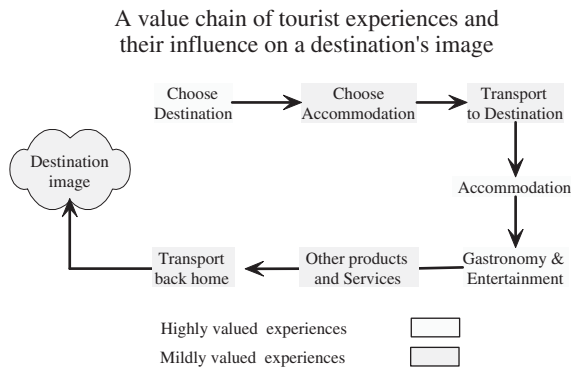 A value chain of tourist experiences and
their influence on a destination's image
Choose
Destination
Choose
Accommodation
Transport
to Destination
Accommodation
Gastronomy &
Entertainment
Other products
and Services
Transport
back home
Destination
image
Highly valued experiences
Mildly valued experiences